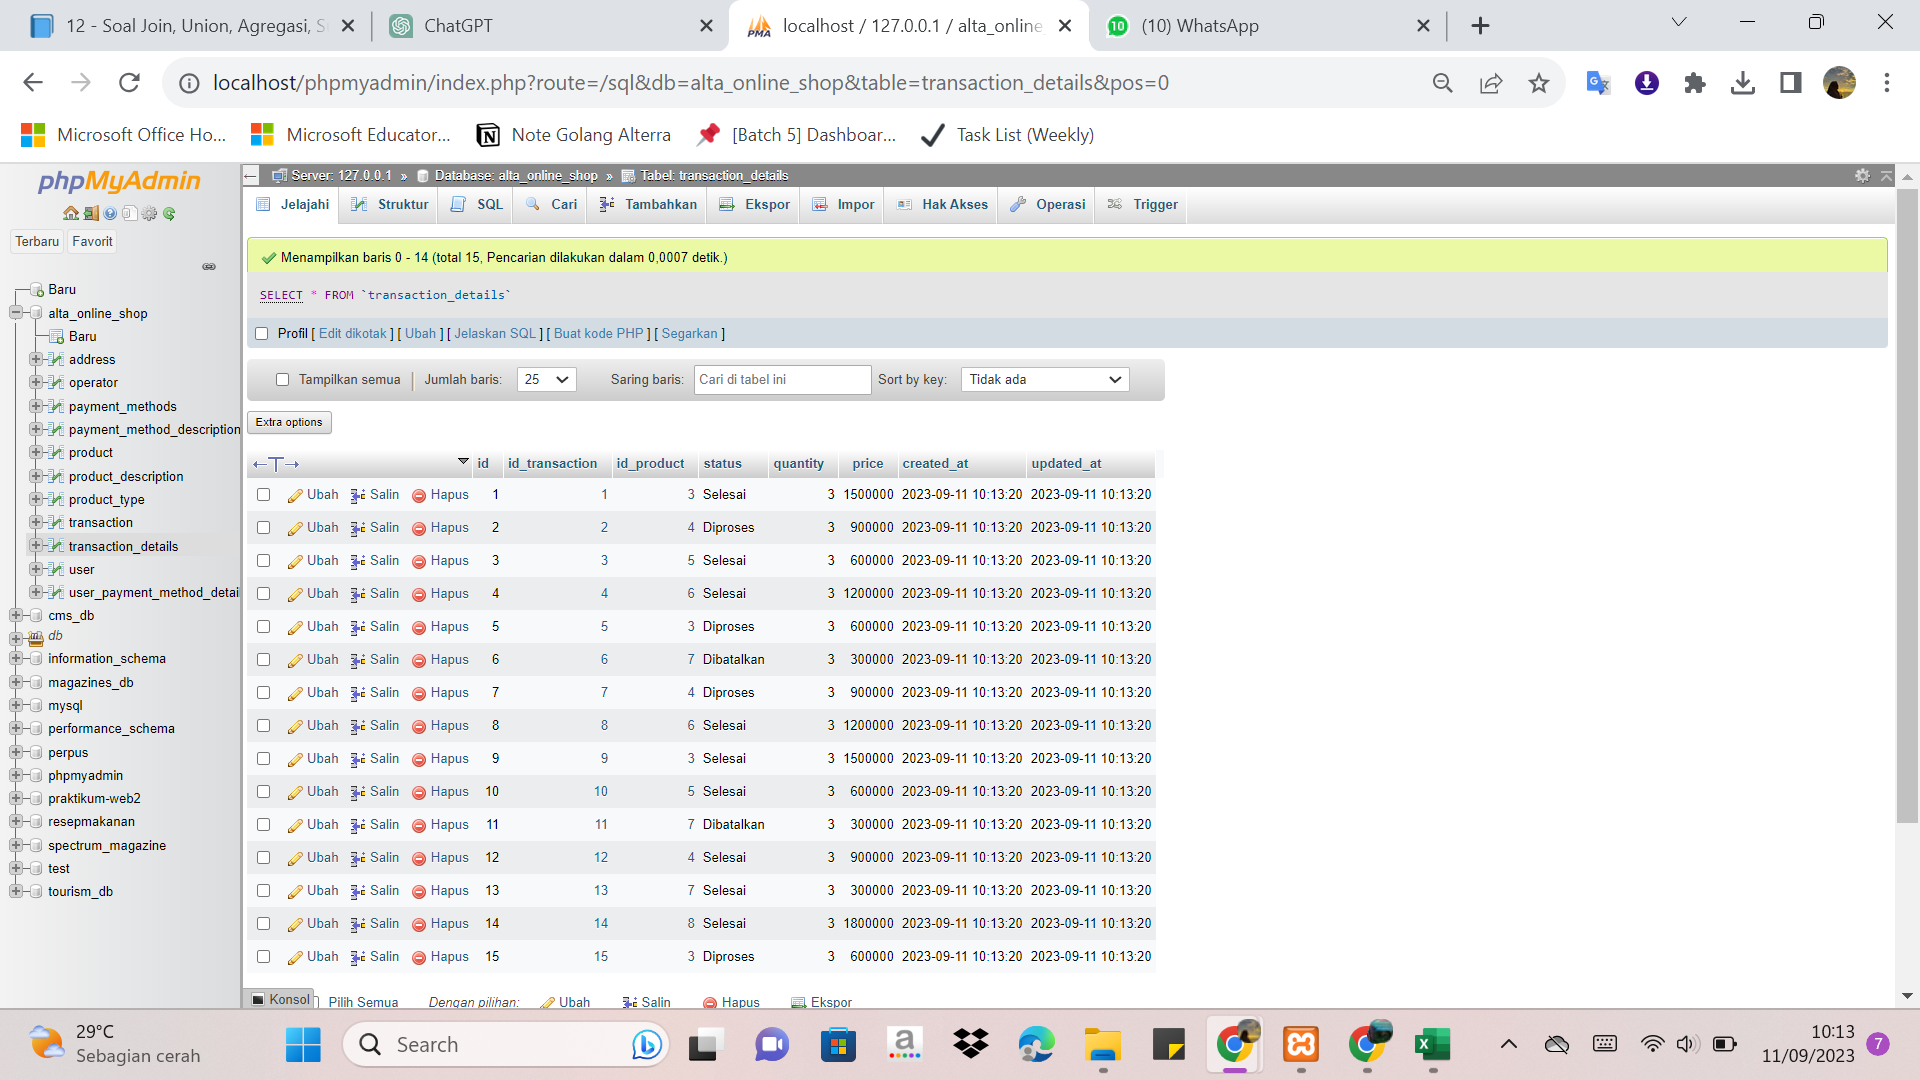 12 - Soal Join, Union, Agregasi, S
ChatGPT
localhost / 127.0.0.1 / alta_online
(10) WhatsApp
localhost/phpmyadmin/index.php?route=/sql&db=alta_online_shop&table=transaction_details&pos=0
Microsoft Office Ho...
Microsoft Educator...
Note Golang Alterra
[Batch 5] Dashboar...
Task List (Weekly)
phpMyAdmin
Terbaru
Favorit
Baru
alta_online_shop
Baru
address
operator
payment_methods
payment_method_description
product
product_description
product_type
transaction
transaction_details
user
user_payment_method_detai
cms_db
db
information_schema
magazines_db
mysql
performance_schema
perpus
phpmyadmin
praktikum-web2
resepmakanan
spectrum_magazine
test
tourism_db
Server: 127.0.0.1 » Database: alta_online_shop » Tabel: transaction_details
Jelajahi Struktur SQL Cari Tambahkan Ekspor Impor Hak Akses Operasi Trigger
Menampilkan baris 0 - 14 (total 15, Pencarian dilakukan dalam 0,0007 detik.)
SELECT * FROM `transaction_details`
Profil [ Edit dikotak ] [ Ubah ] [ Jelaskan SQL ] [ Buat kode PHP ] [ Segarkan ]
Tampilkan semua Jumlah baris: 25 Saring baris: Cari di tabel ini Sort by key: Tidak ada
Extra options
id id_transaction id_product status quantity price created_at updated_at
Ubah Salin Hapus 1 1 3 Selesai 3 1500000 2023-09-11 10:13:20 2023-09-11 10:13:20
Ubah Salin Hapus 2 2 4 Diproses 3 900000 2023-09-11 10:13:20 2023-09-11 10:13:20
Ubah Salin Hapus 3 3 5 Selesai 3 600000 2023-09-11 10:13:20 2023-09-11 10:13:20
Ubah Salin Hapus 4 4 6 Selesai 3 1200000 2023-09-11 10:13:20 2023-09-11 10:13:20
Ubah Salin Hapus 5 5 3 Diproses 3 600000 2023-09-11 10:13:20 2023-09-11 10:13:20
Ubah Salin Hapus 6 6 7 Dibatalkan 3 300000 2023-09-11 10:13:20 2023-09-11 10:13:20
Ubah Salin Hapus 7 7 4 Diproses 3 900000 2023-09-11 10:13:20 2023-09-11 10:13:20
Ubah Salin Hapus 8 8 6 Selesai 3 1200000 2023-09-11 10:13:20 2023-09-11 10:13:20
Ubah Salin Hapus 9 9 3 Selesai 3 1500000 2023-09-11 10:13:20 2023-09-11 10:13:20
Ubah Salin Hapus 10 10 5 Selesai 3 600000 2023-09-11 10:13:20 2023-09-11 10:13:20
Ubah Salin Hapus 11 11 7 Dibatalkan 3 300000 2023-09-11 10:13:20 2023-09-11 10:13:20
Ubah Salin Hapus 12 12 4 Selesai 3 900000 2023-09-11 10:13:20 2023-09-11 10:13:20
Ubah Salin Hapus 13 13 7 Selesai 3 300000 2023-09-11 10:13:20 2023-09-11 10:13:20
Ubah Salin Hapus 14 14 8 Selesai 3 1800000 2023-09-11 10:13:20 2023-09-11 10:13:20
Ubah Salin Hapus 15 15 3 Diproses 3 600000 2023-09-11 10:13:20 2023-09-11 10:13:20
Konsol Pilih Semua Dengan pilihan: Ubah Salin Hapus Ekspor
29°C
Sebagian cerah
Search
10:13
11/09/2023
7